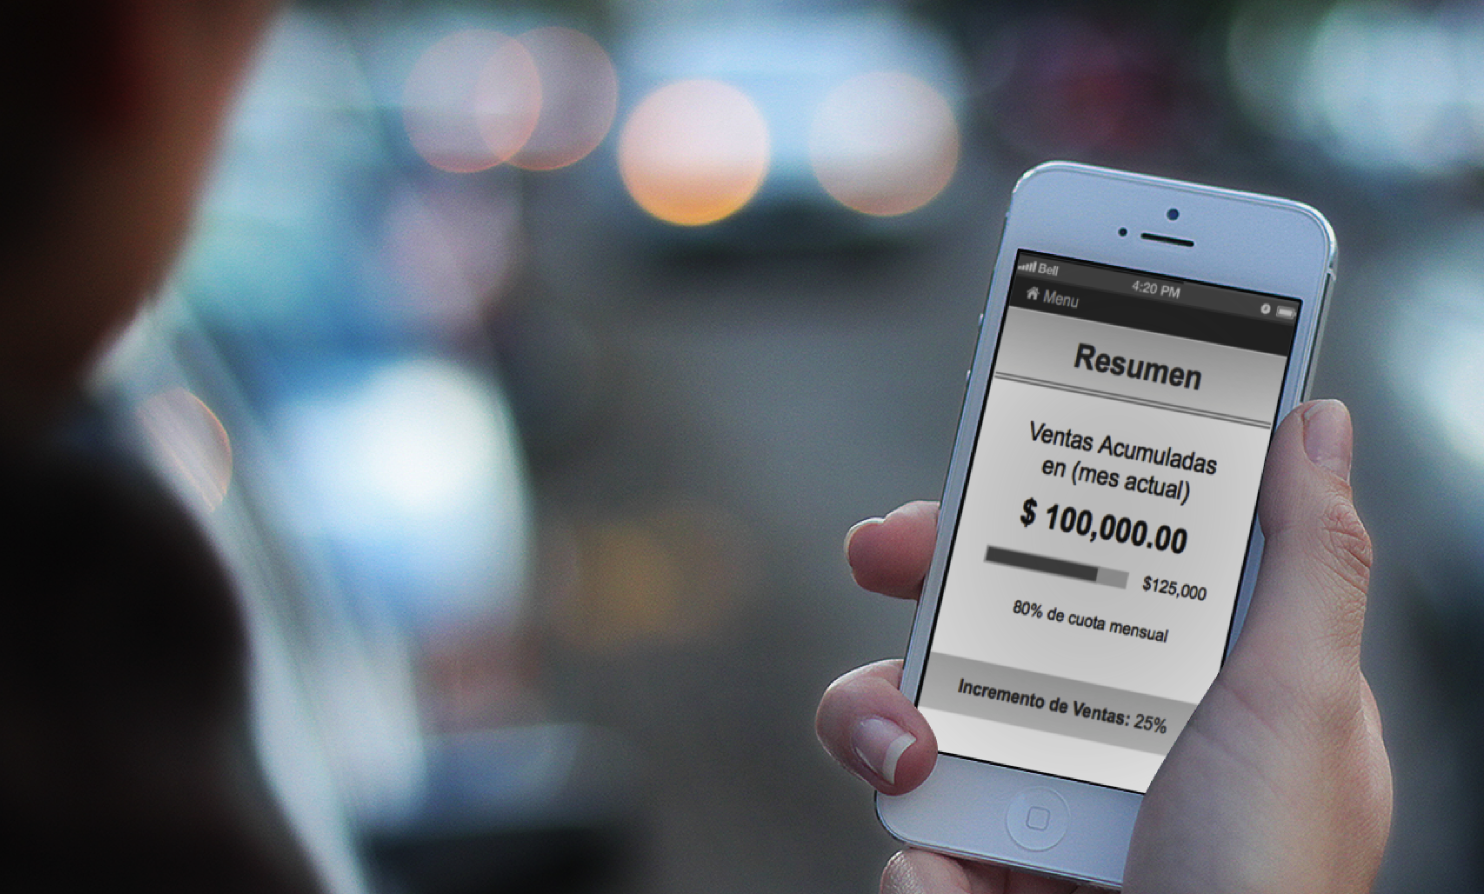 Bell
4:20 PM
Menu
Resumen
Ventas Acumuladas
en (mes actual)
$ 100,000.00
$125,000
80% de cuota mensual
Incremento de Ventas: 25%